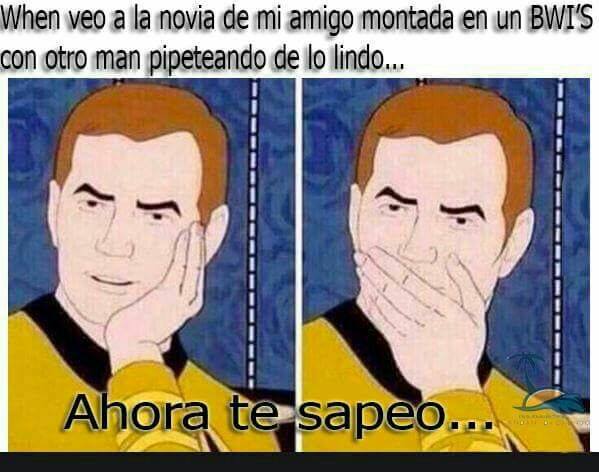 When veo a la novia de mi amigo montada en un BWI'S
con otro man pipeteando de lo lindo...
Ahora te sapeo...